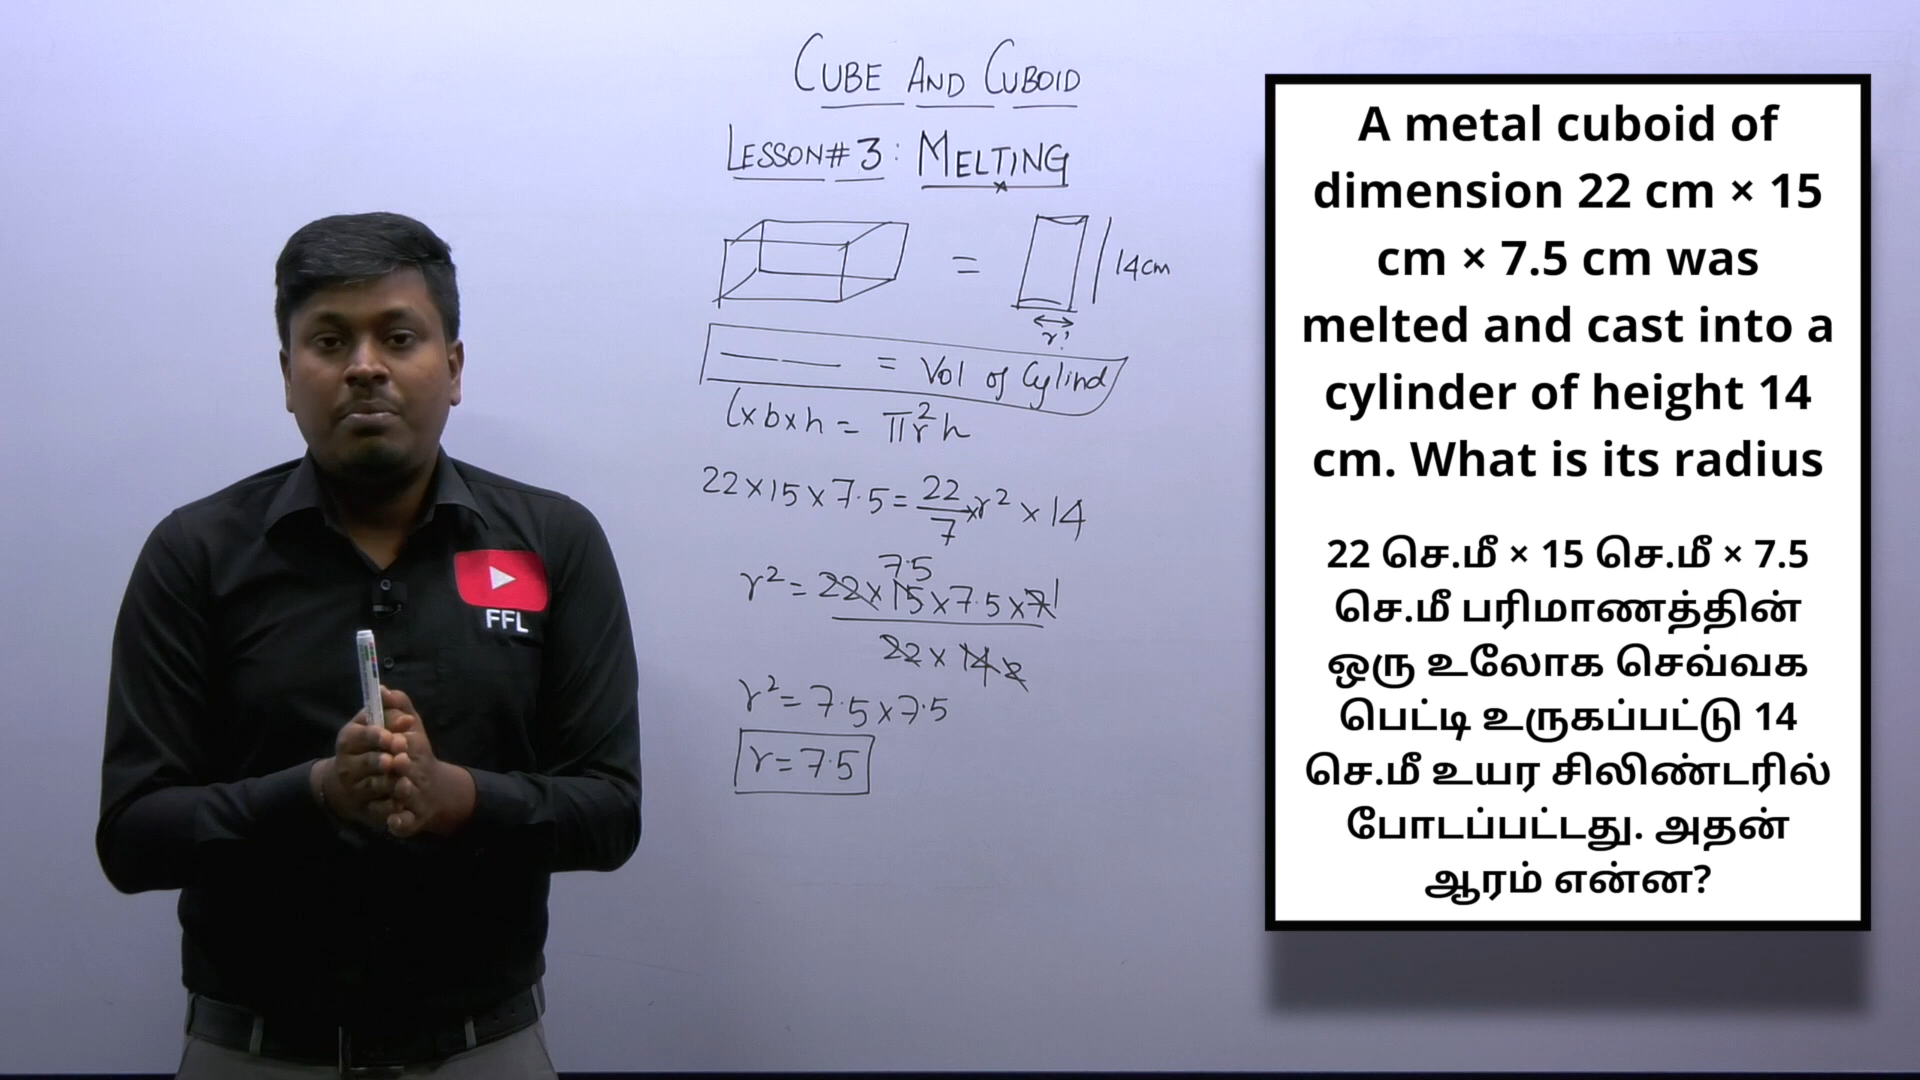 CUBE AND CUBOID
LESSON# 3 : MELTING
= 14cm
r?
= Vol of Cylind
l×b×h = πr²h
22×15×7.5 = 22/7 × r² × 14
7.5
r² = 22×15×7.5×7 1
22 × 14 2
r² = 7.5×7.5
r = 7.5
FFL
A metal cuboid of
dimension 22 cm × 15
cm × 7.5 cm was
melted and cast into a
cylinder of height 14
cm. What is its radius
22 செ.மீ × 15 செ.மீ × 7.5
செ.மீ பரிமாணத்தின்
ஒரு உலோக செவ்வக
பெட்டி உருகப்பட்டு 14
செ.மீ உயர சிலிண்டரில்
போடப்பட்டது. அதன்
ஆரம் என்ன?